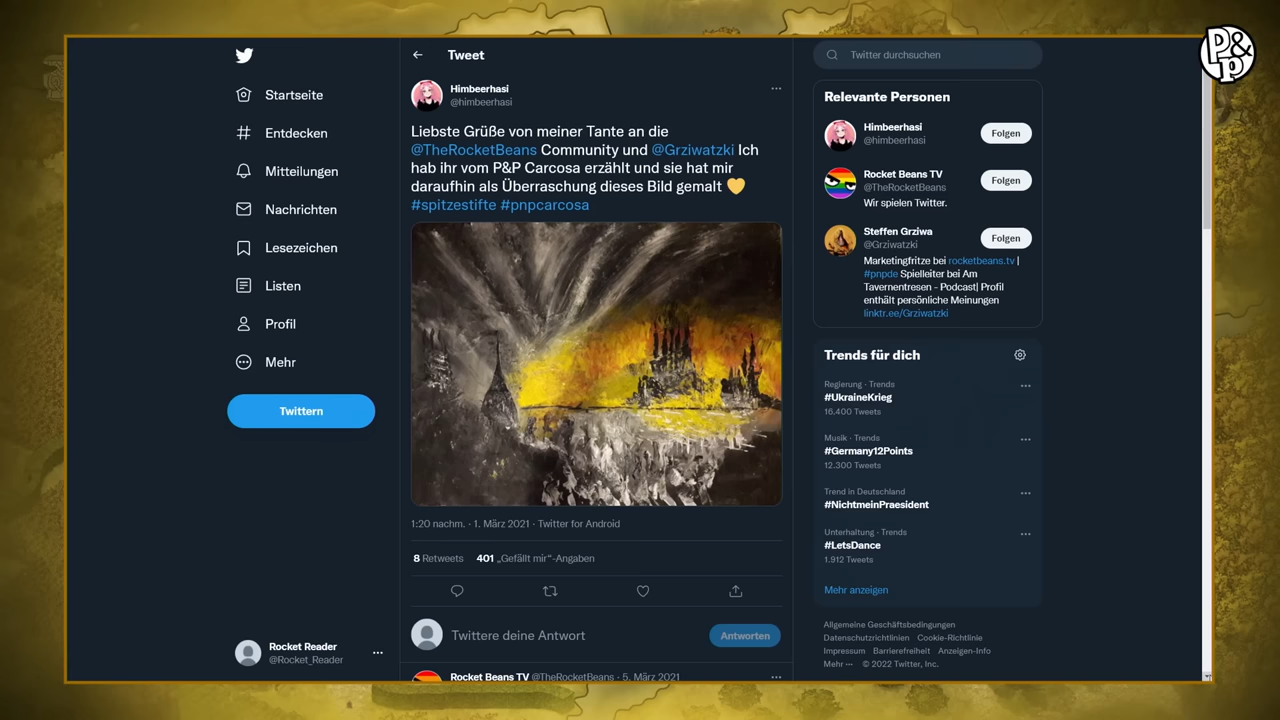 P&P
Tweet
Twitter durchsuchen
Startseite
Entdecken
Mitteilungen
Nachrichten
Lesezeichen
Listen
Profil
Mehr
Twittern
Rocket Reader
@Rocket_Reader
Himbeerhasi
@himbeerhasi
Liebste Grüße von meiner Tante an die
@TheRocketBeans Community und @Grziwatzki Ich
hab ihr vom P&P Carcosa erzählt und sie hat mir
daraufhin als Überraschung dieses Bild gemalt 💛
#spitzestifte #pnpcarcosa
1:20 nachm. · 1. März 2021 · Twitter for Android
8 Retweets 401 „Gefällt mir“-Angaben
Twittere deine Antwort
Antworten
Rocket Beans TV @TheRocketBeans · 5. März 2021
Relevante Personen
Himbeerhasi
@himbeerhasi
Folgen
Rocket Beans TV
@TheRocketBeans
Folgen
Wir spielen Twitter.
Steffen Grziwa
@Grziwatzki
Folgen
Marketingfritze bei rocketbeans.tv |
#pnpde Spielleiter bei Am
Tavernentresen - Podcast| Profil
enthält persönliche Meinungen
linktr.ee/Grziwatzki
Trends für dich
Regierung · Trends
#UkraineKrieg
16.400 Tweets
Musik · Trends
#Germany12Points
12.300 Tweets
Trend in Deutschland
#NichtmeinPraesident
Unterhaltung · Trends
#LetsDance
1.912 Tweets
Mehr anzeigen
Allgemeine Geschäftsbedingungen
Datenschutzrichtlinien Cookie-Richtlinie
Impressum Barrierefreiheit Anzeigen-Info
Mehr ··· © 2022 Twitter, Inc.